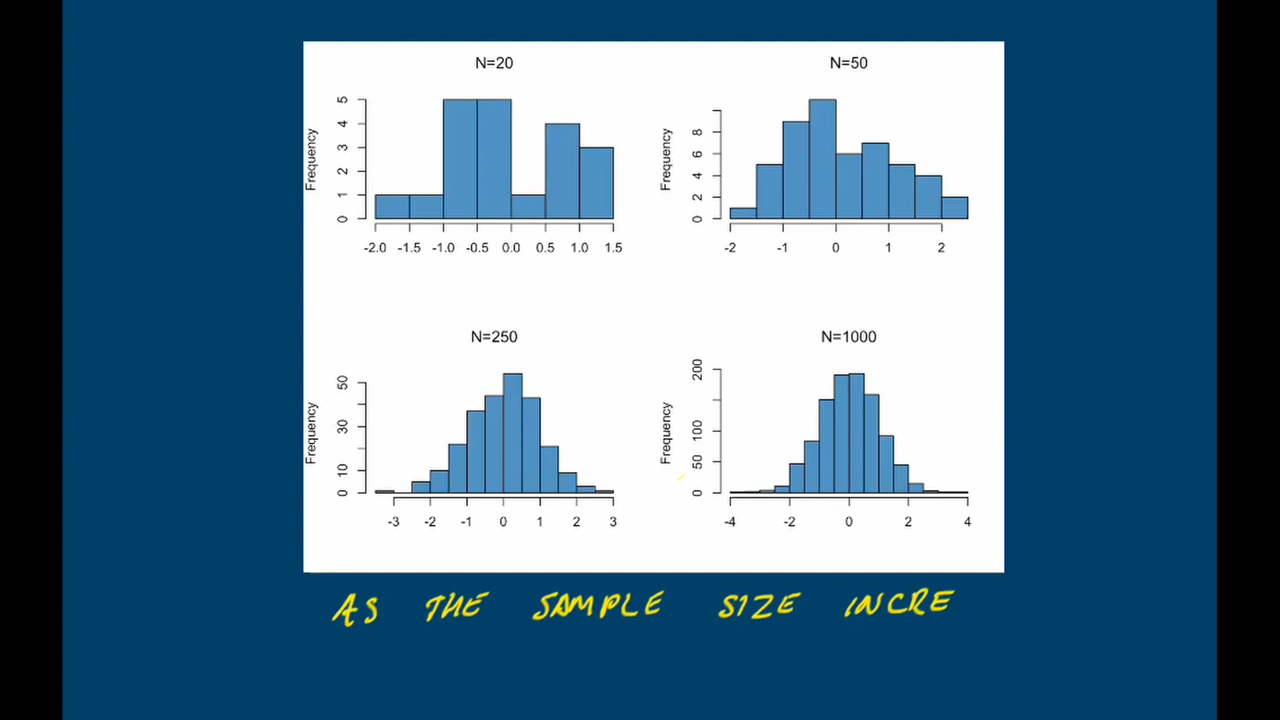 N=20
Frequency
5
4
3
2
1
0
-2.0 -1.5 -1.0 -0.5 0.0 0.5 1.0 1.5
N=50
Frequency
8
6
4
2
0
-2 -1 0 1 2
N=250
Frequency
50
30
10
0
-3 -2 -1 0 1 2 3
N=1000
Frequency
200
100
50
0
-4 -2 0 2 4
AS THE SAMPLE SIZE INCRE